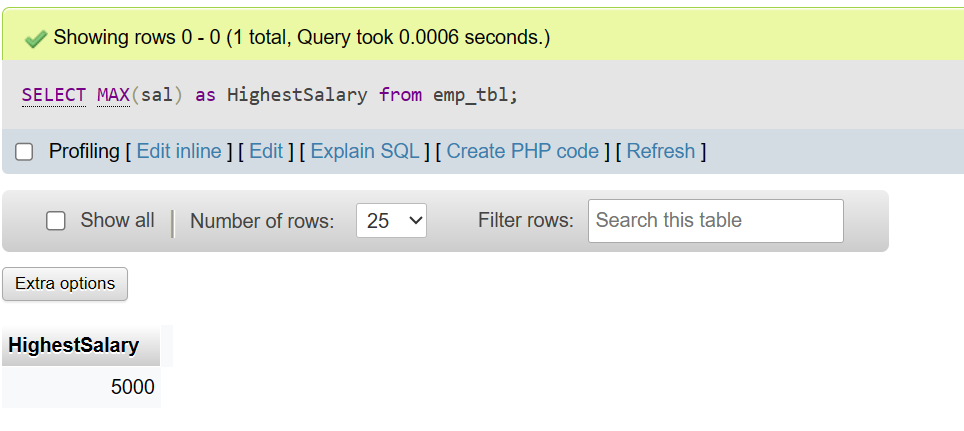 Showing rows 0 - 0 (1 total, Query took 0.0006 seconds.)
SELECT MAX(sal) as HighestSalary from emp_tbl;
Profiling [ Edit inline ] [ Edit ] [ Explain SQL ] [ Create PHP code ] [ Refresh ]
Show all | Number of rows: 25 Filter rows: Search this table
Extra options
HighestSalary
5000